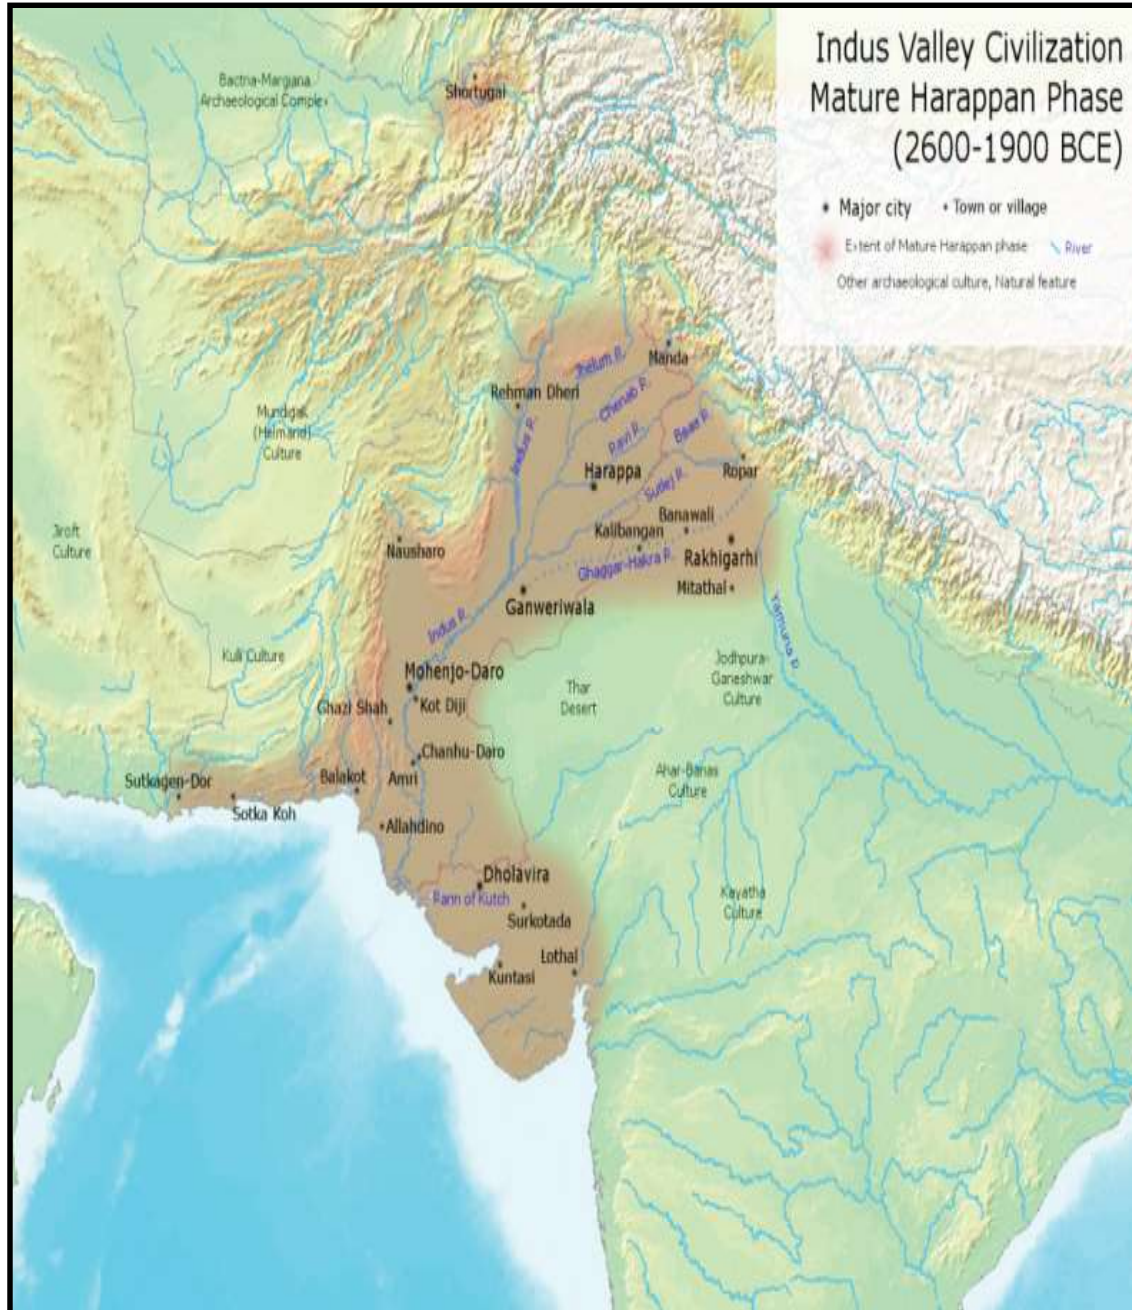 Indus Valley Civilization
Mature Harappan Phase
(2600-1900 BCE)
Major city
Town or village
Extent of Mature Harappan phase
River
Other archaeological culture, Natural feature
Bactria-Margiana
Archaeological Complex
Shortugai
Manda
Jhelum R.
Rehman Dheri
Chenab R.
Mundigak
(Helmand)
Culture
Ravi R.
Beas R.
Indus R.
Harappa
Ropar
Sutlej R.
Banawali
Kalibangan
Jiroft
Culture
Nausharo
Rakhigarhi
Ghaggar-Hakra R.
Mitathal
Ganweriwala
Indus R.
Yamuna R.
Kulli Culture
Mohenjo-Daro
Jodhpura-
Ganeshwar
Culture
Thar
Desert
Ghazi Shah
Kot Diji
Chanhu-Daro
Sutkagen-Dor
Balakot
Amri
Ahar-Banas
Culture
Sotka Koh
Allahdino
Dholavira
Rann of Kutch
Kayatha
Culture
Surkotada
Lothal
Kuntasi